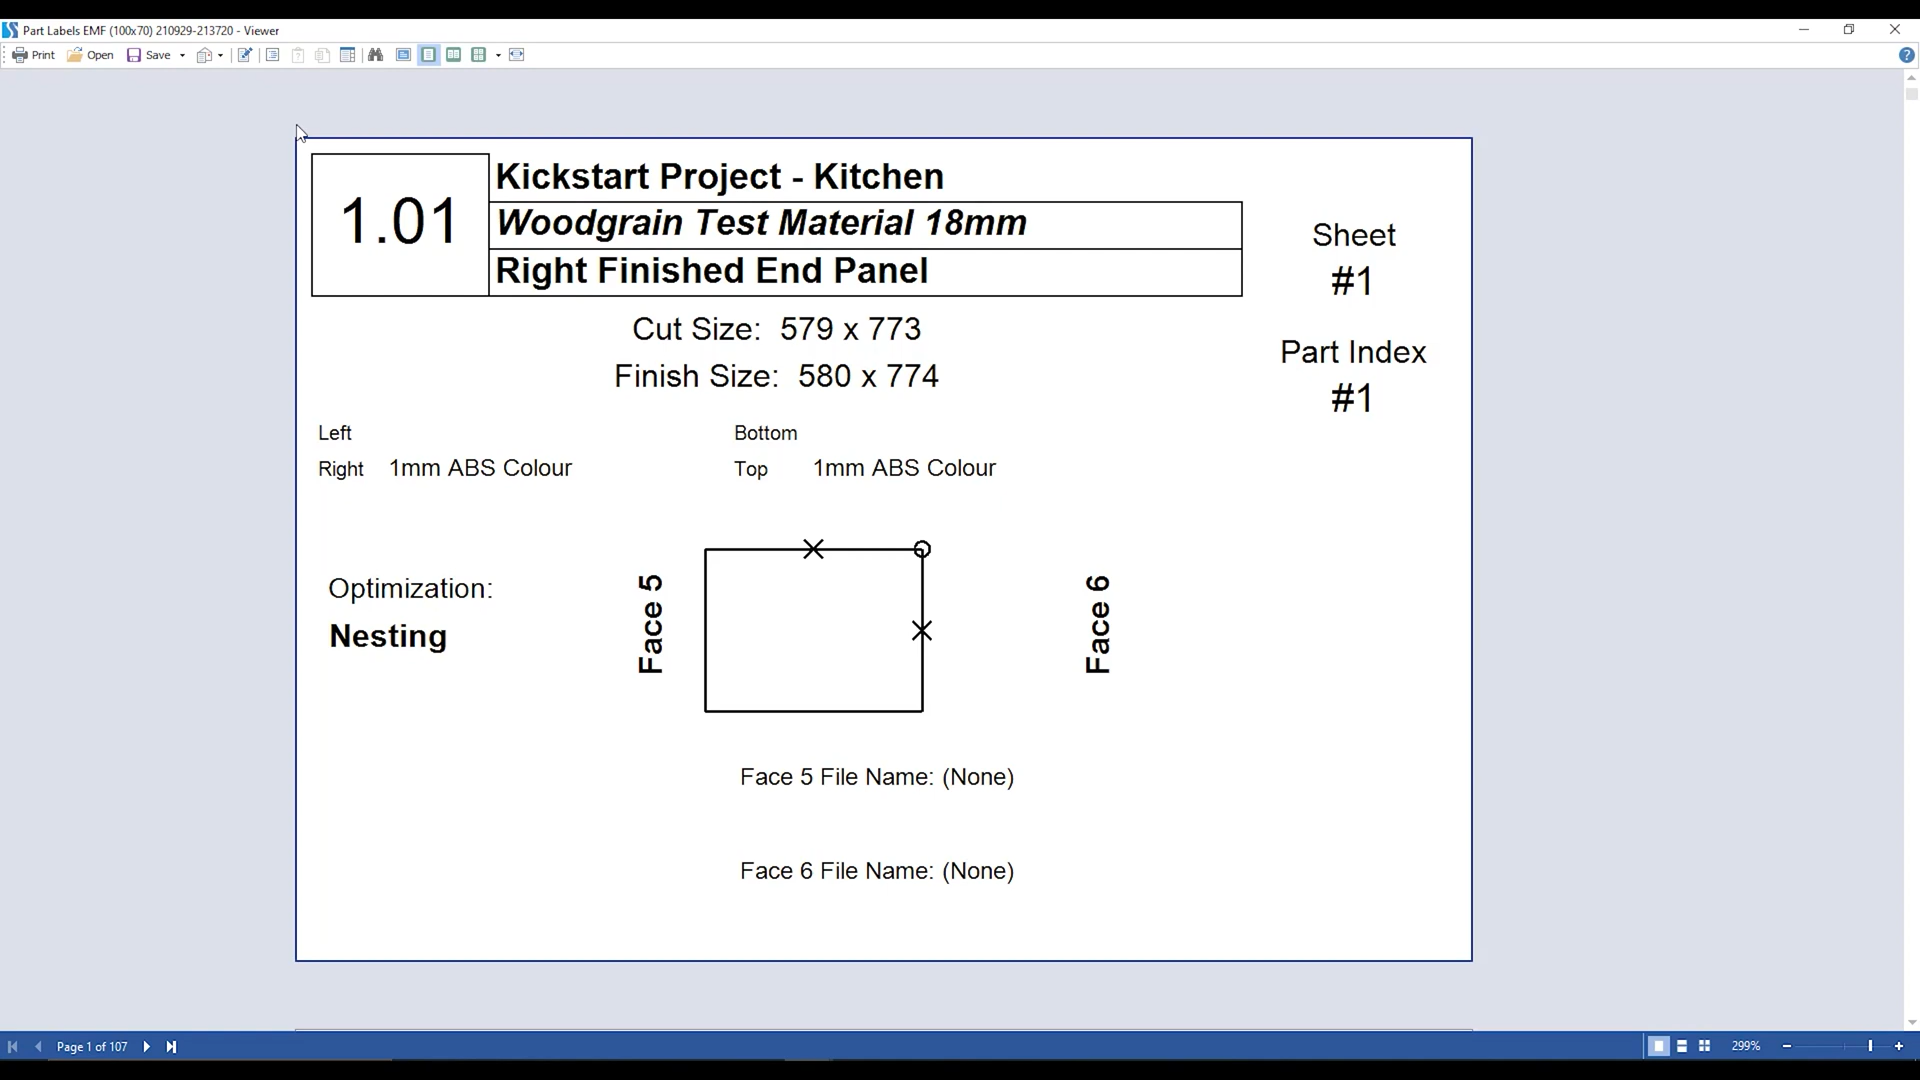 Part Labels EMF (100x70) 210929-213720 - Viewer
Print Open Save
Kickstart Project - Kitchen
1.01
Woodgrain Test Material 18mm
Right Finished End Panel
Sheet
#1
Cut Size: 579 x 773
Finish Size: 580 x 774
Part Index
#1
Left
Bottom
Right 1mm ABS Colour
Top 1mm ABS Colour
Optimization:
Nesting
Face 5
Face 6
Face 5 File Name: (None)
Face 6 File Name: (None)
Page 1 of 107
299%